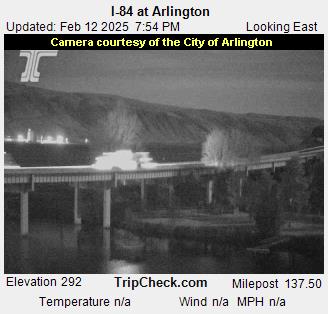 I-84 at Arlington
Updated: Feb 12 2025 7:54 PM Looking East
Camera courtesy of the City of Arlington
Elevation 292 TripCheck.com Milepost 137.50
Temperature n/a Wind n/a MPH n/a